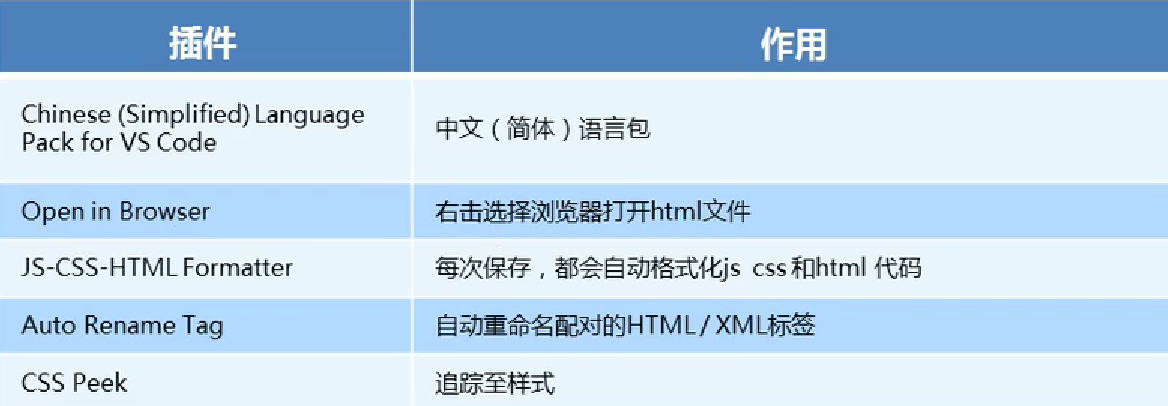 插件
作用
Chinese (Simplified) Language
Pack for VS Code
中文（简体）语言包
Open in Browser
右击选择浏览器打开html文件
JS-CSS-HTML Formatter
每次保存，都会自动格式化js css和html 代码
Auto Rename Tag
自动重命名配对的HTML / XML标签
CSS Peek
追踪至样式